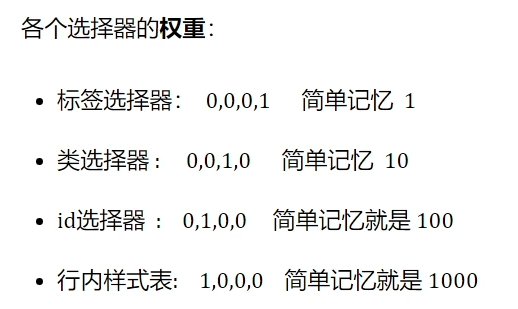 各个选择器的权重：
• 标签选择器： 0,0,0,1 简单记忆 1
• 类选择器： 0,0,1,0 简单记忆 10
• id选择器 ： 0,1,0,0 简单记忆就是 100
• 行内样式表: 1,0,0,0 简单记忆就是 1000